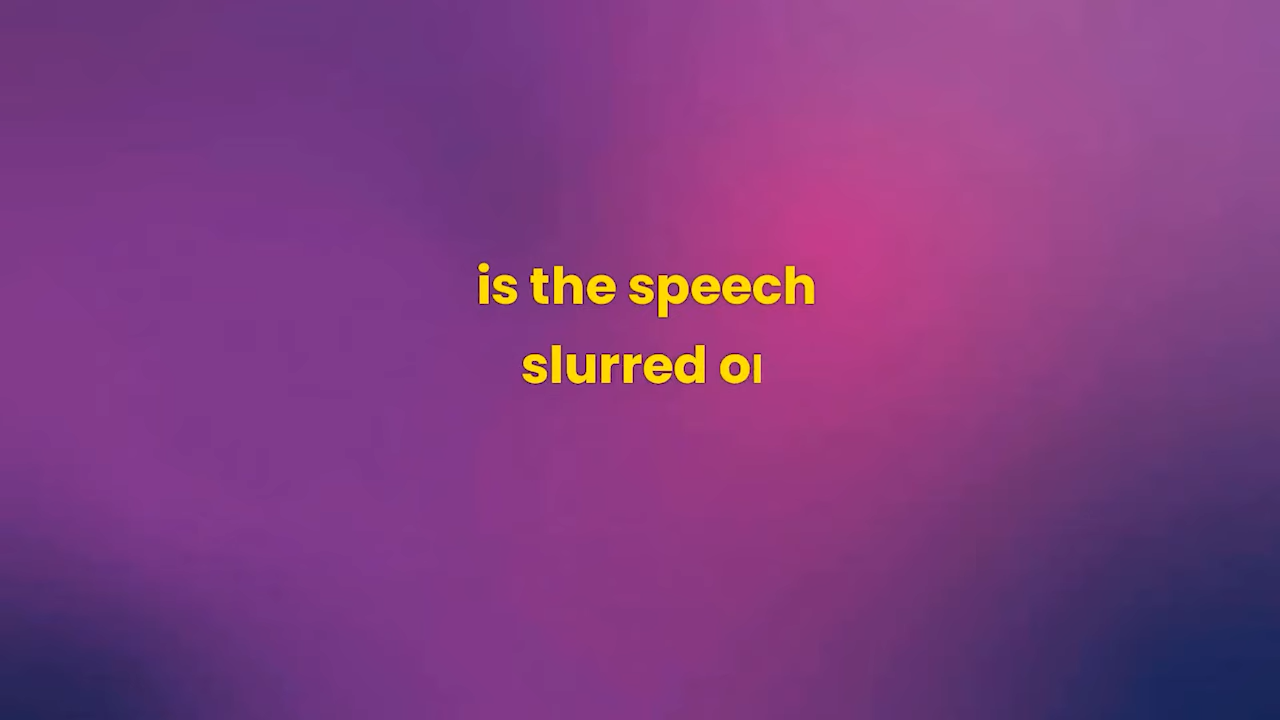 is the speech
slurred o